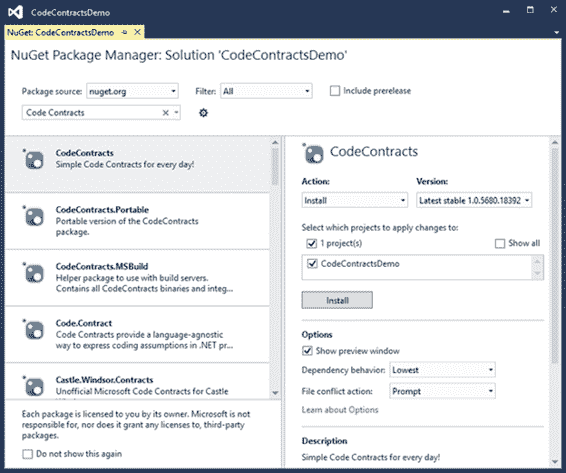 CodeContractsDemo
NuGet: CodeContractsDemo
NuGet Package Manager: Solution 'CodeContractsDemo'
Package source: nuget.org Filter: All Include prerelease
Code Contracts
CodeContracts
Simple Code Contracts for every day!
CodeContracts.Portable
Portable version of the CodeContracts
package.
CodeContracts.MSBuild
Helper package to use with build servers.
Contains all CodeContracts binaries and integ...
Code.Contract
Code Contracts provide a language-agnostic
way to express coding assumptions in .NET pr...
Castle.Windsor.Contracts
Unofficial Microsoft Code Contracts for Castle
Each package is licensed to you by its owner. Microsoft is not
responsible for, nor does it grant any licenses to, third-party
packages.
Do not show this again
CodeContracts
Action: Version:
Install Latest stable 1.0.5680.18392
Select which projects to apply changes to:
1 project(s) Show all
CodeContractsDemo
Install
Options
Show preview window
Dependency behavior: Lowest
File conflict action: Prompt
Learn about Options
Description
Simple Code Contracts for every day!